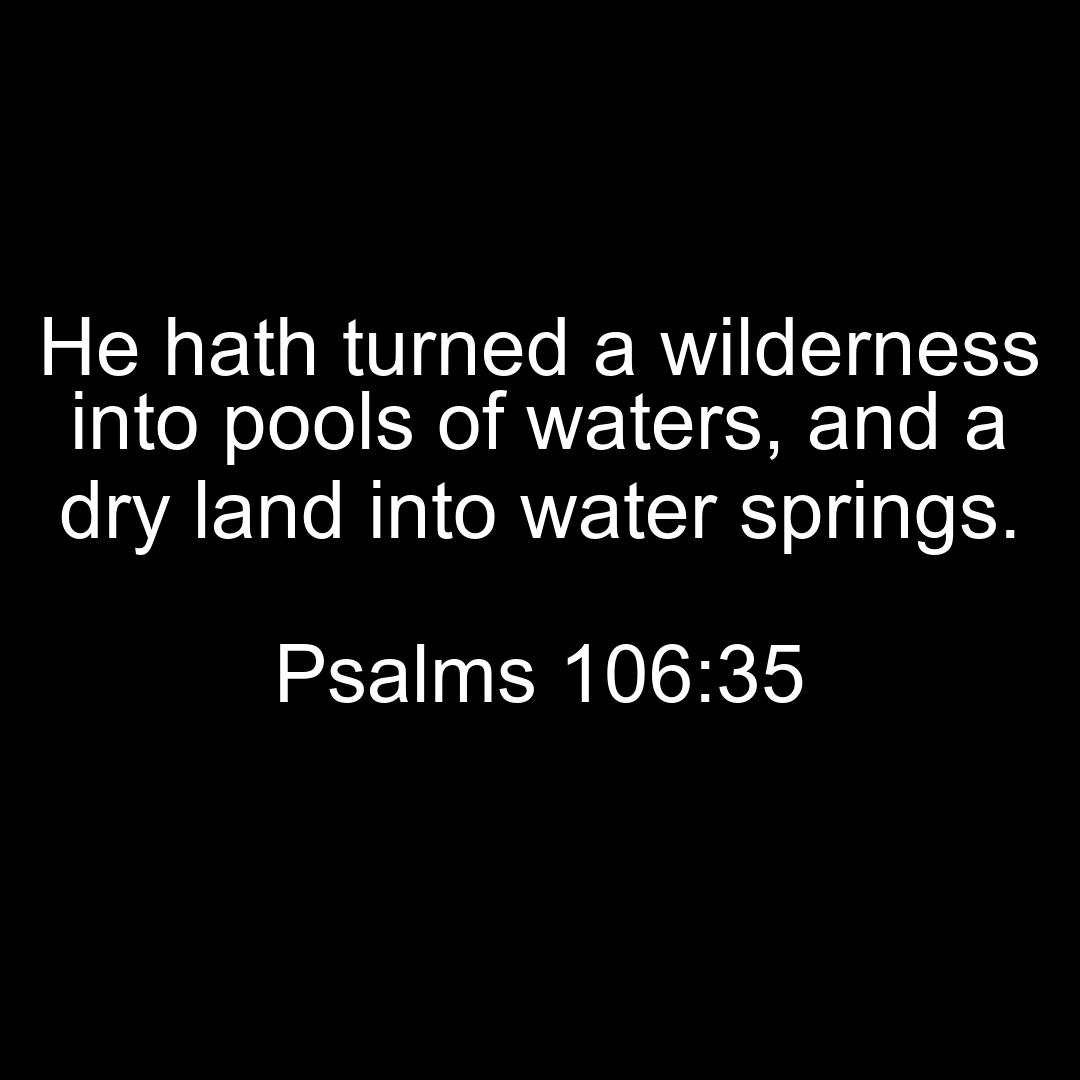 He hath turned a wilderness
into pools of waters, and a
dry land into water springs.
Psalms 106:35